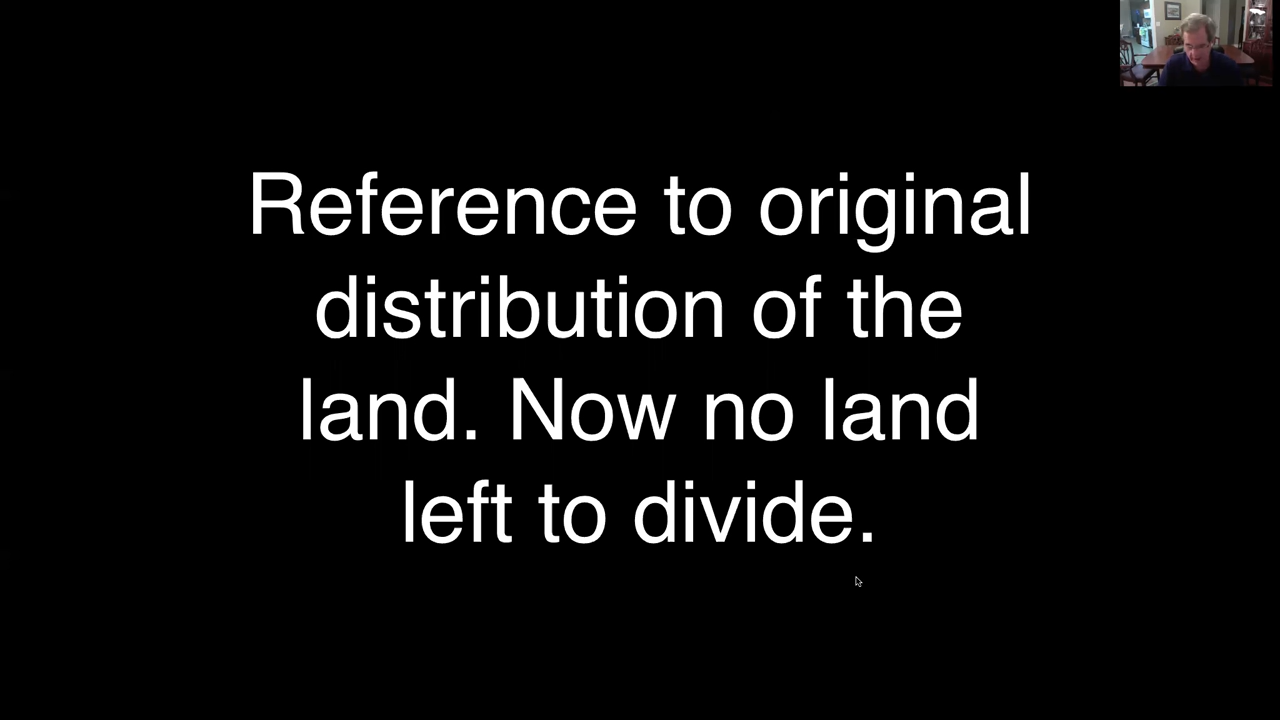 Reference to original
distribution of the
land. Now no land
left to divide.